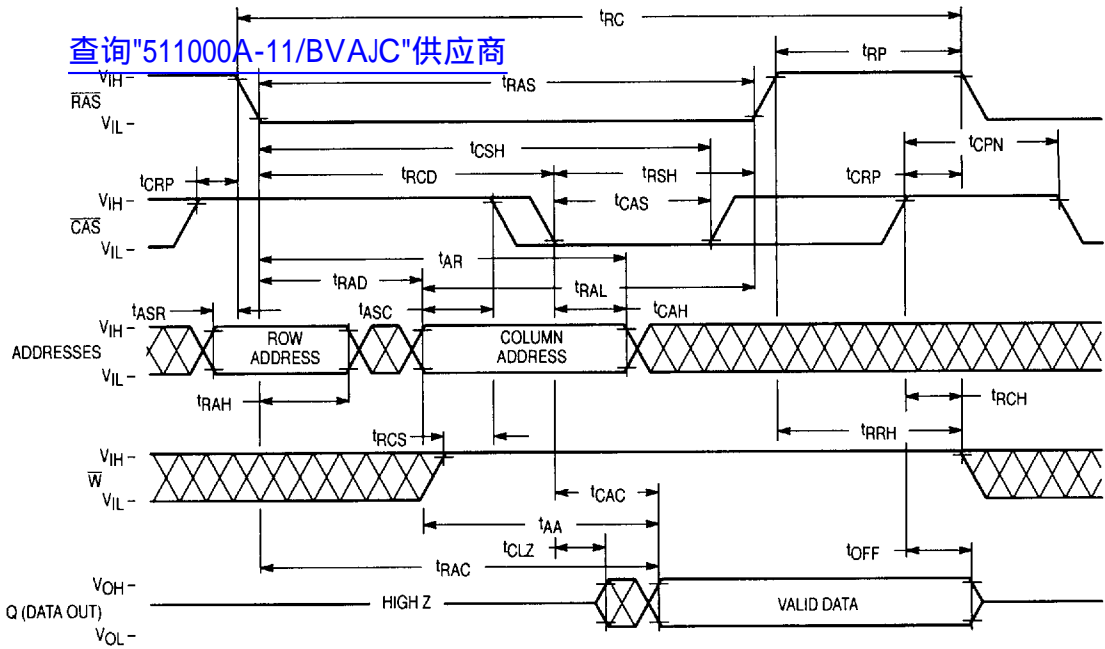 tRC
查询"511000A-11/BVAJC"供应商
tRP
VIH
RAS
tRAS
VIL
tCSH
tCPN
tCRP
tRCD
tRSH
tCRP
VIH
CAS
tCAS
VIL
tAR
tRAD
tRAL
tASR
tASC
tCAH
VIH
ADDRESSES
ROW ADDRESS
COLUMN ADDRESS
VIL
tRAH
tRCH
tRCS
tRRH
VIH
W
VIL
tCAC
tAA
tCLZ
tOFF
tRAC
VOH
Q (DATA OUT)
HIGH Z
VALID DATA
VOL